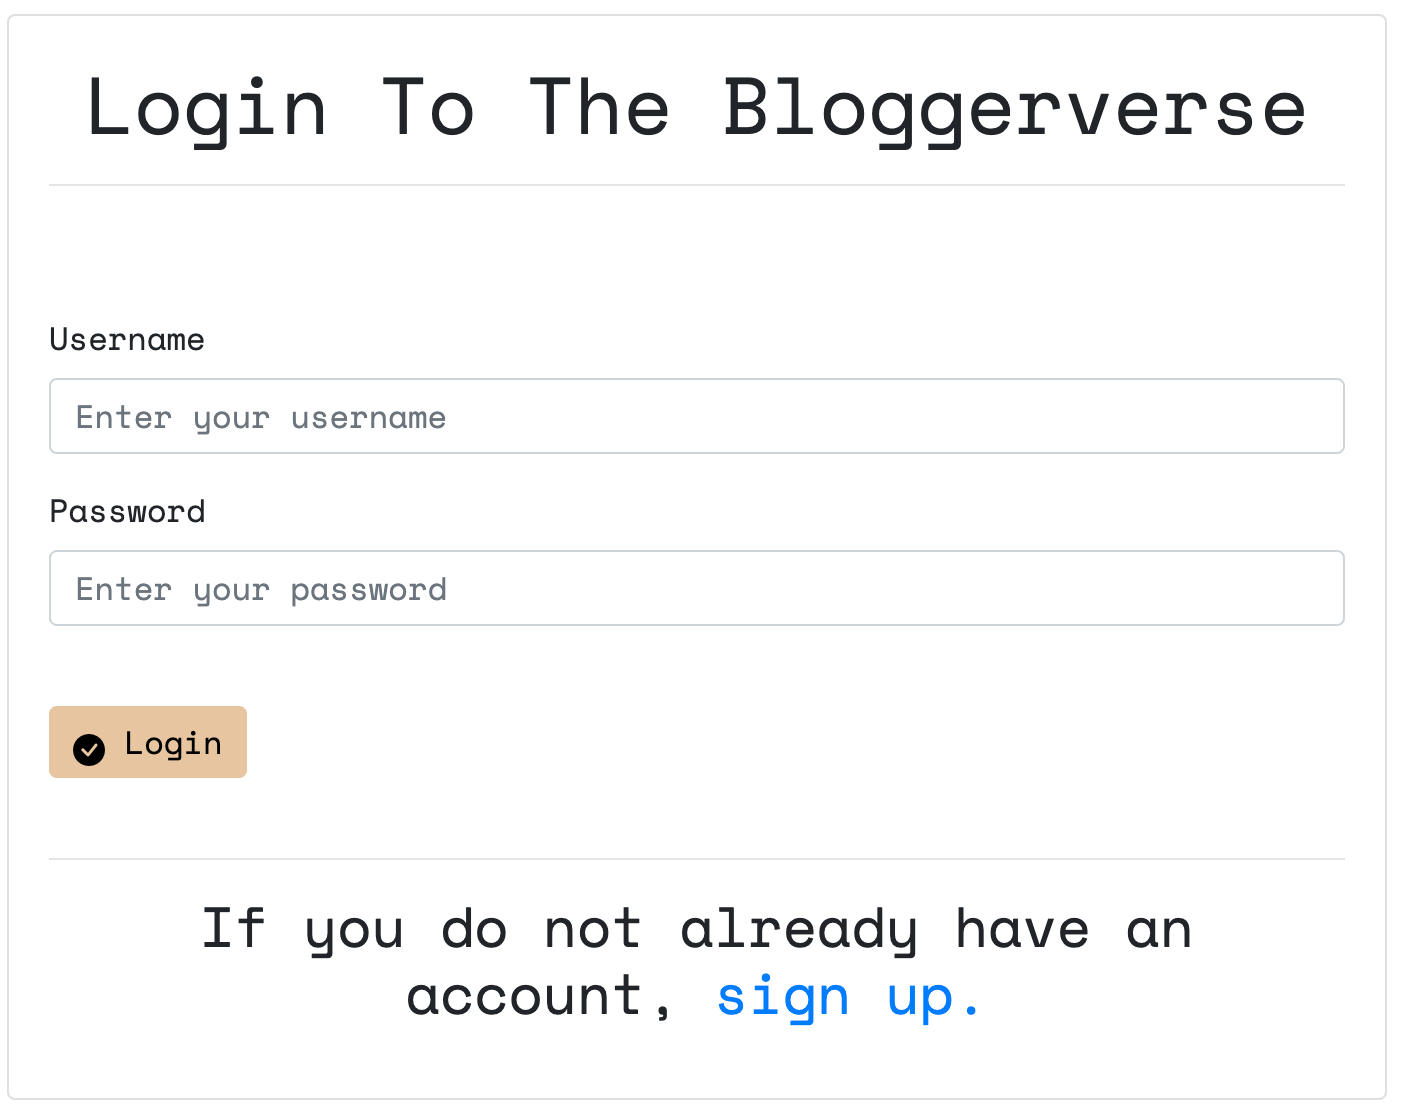 Login To The Bloggerverse
Username
Enter your username
Password
Enter your password
Login
If you do not already have an
account, sign up.